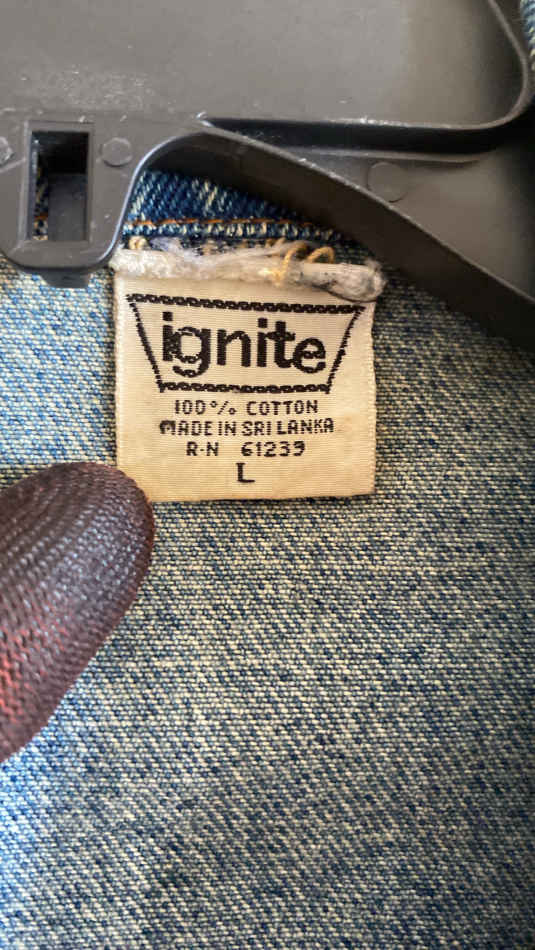 ignite
100% COTTON
MADE IN SRI LANKA
R·N 61239
L